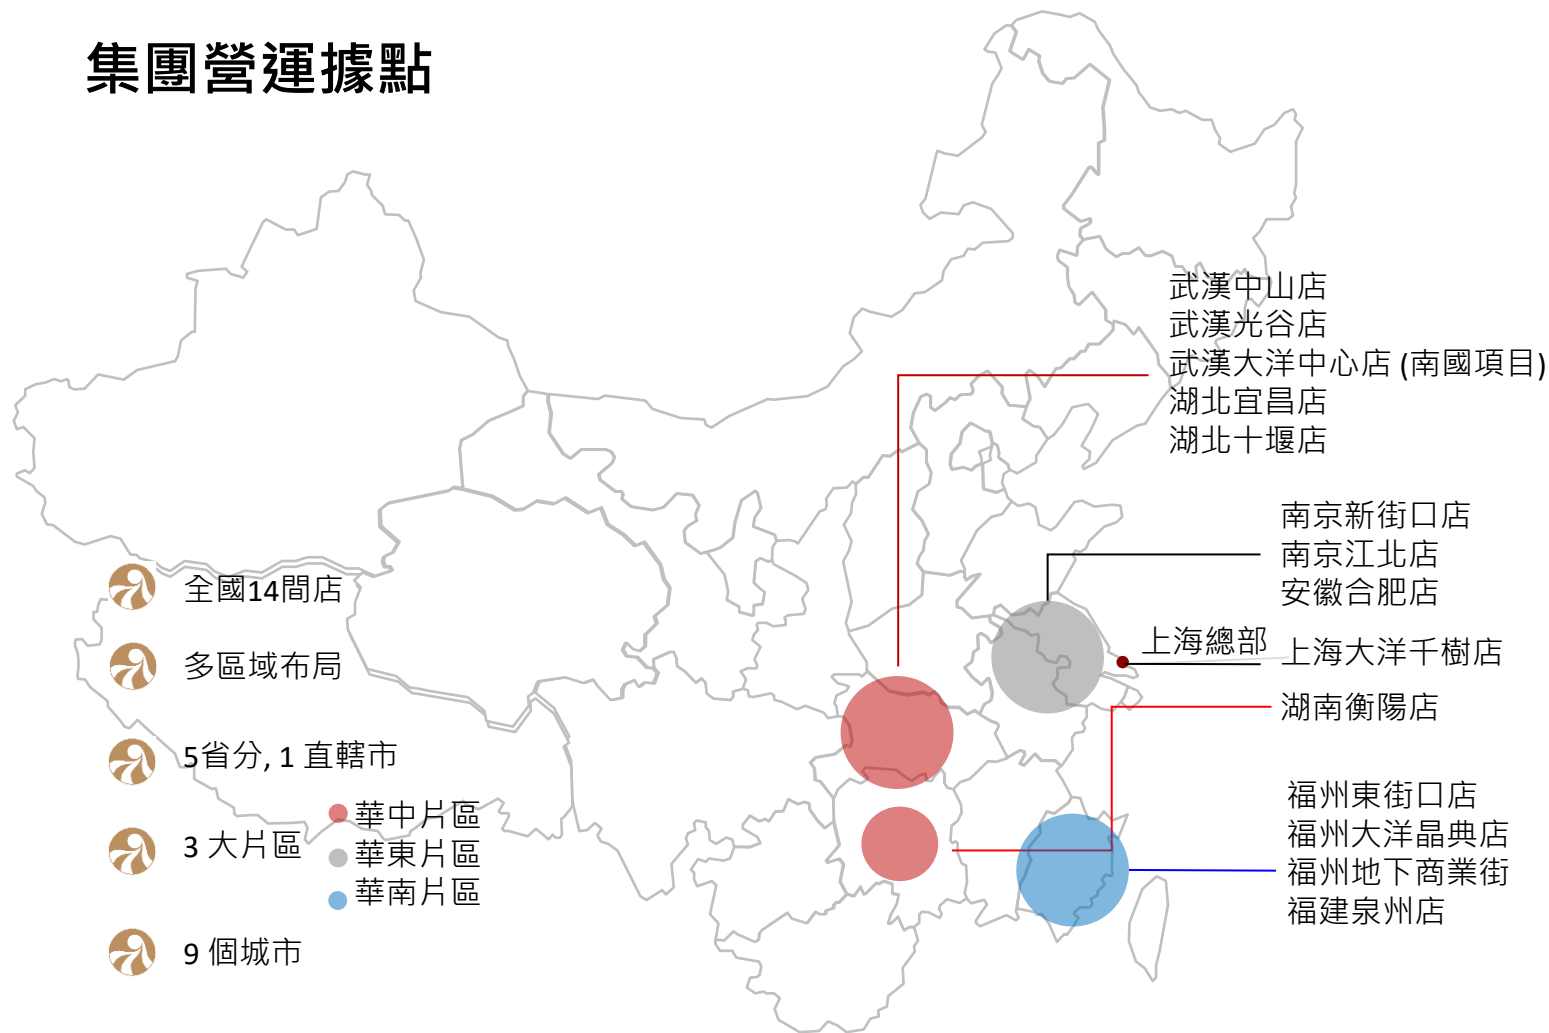 集團營運據點
武漢中山店
武漢光谷店
武漢大洋中心店 (南國項目)
湖北宜昌店
湖北十堰店
南京新街口店
南京江北店
安徽合肥店
上海總部
上海大洋千樹店
湖南衡陽店
福州東街口店
福州大洋晶典店
福州地下商業街
福建泉州店
全國14間店
多區域布局
5省分, 1 直轄市
3 大片區
華中片區
華東片區
華南片區
9 個城市